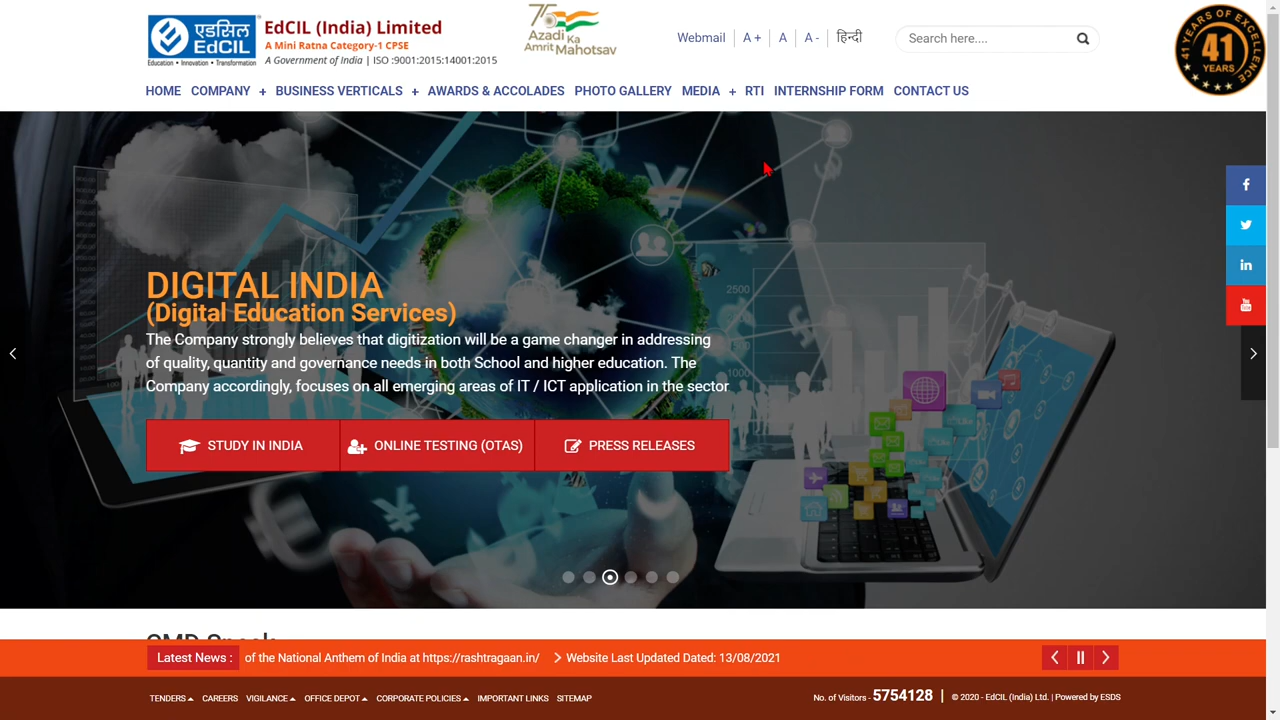 एडसिल
EdCIL
Education • Innovation • Transformation
EdCIL (India) Limited
A Mini Ratna Category-1 CPSE
A Government of India | ISO :9001:2015:14001:2015
75
Azadi Ka
Amrit Mahotsav
Webmail A + A A - हिन्दी
Search here....
41 YEARS OF EXCELLENCE
41
YEARS
HOME COMPANY + BUSINESS VERTICALS + AWARDS & ACCOLADES PHOTO GALLERY MEDIA + RTI INTERNSHIP FORM CONTACT US
DIGITAL INDIA
(Digital Education Services)
The Company strongly believes that digitization will be a game changer in addressing
of quality, quantity and governance needs in both School and higher education. The
Company accordingly, focuses on all emerging areas of IT / ICT application in the sector
STUDY IN INDIA ONLINE TESTING (OTAS) PRESS RELEASES
2500
1000
CMD Speak
Latest News : of the National Anthem of India at https://rashtragaan.in/ Website Last Updated Dated: 13/08/2021
TENDERS CAREERS VIGILANCE OFFICE DEPOT CORPORATE POLICIES IMPORTANT LINKS SITEMAP
No. of Visitors - 5754128 | © 2020 - EdCIL (India) Ltd. | Powered by ESDS